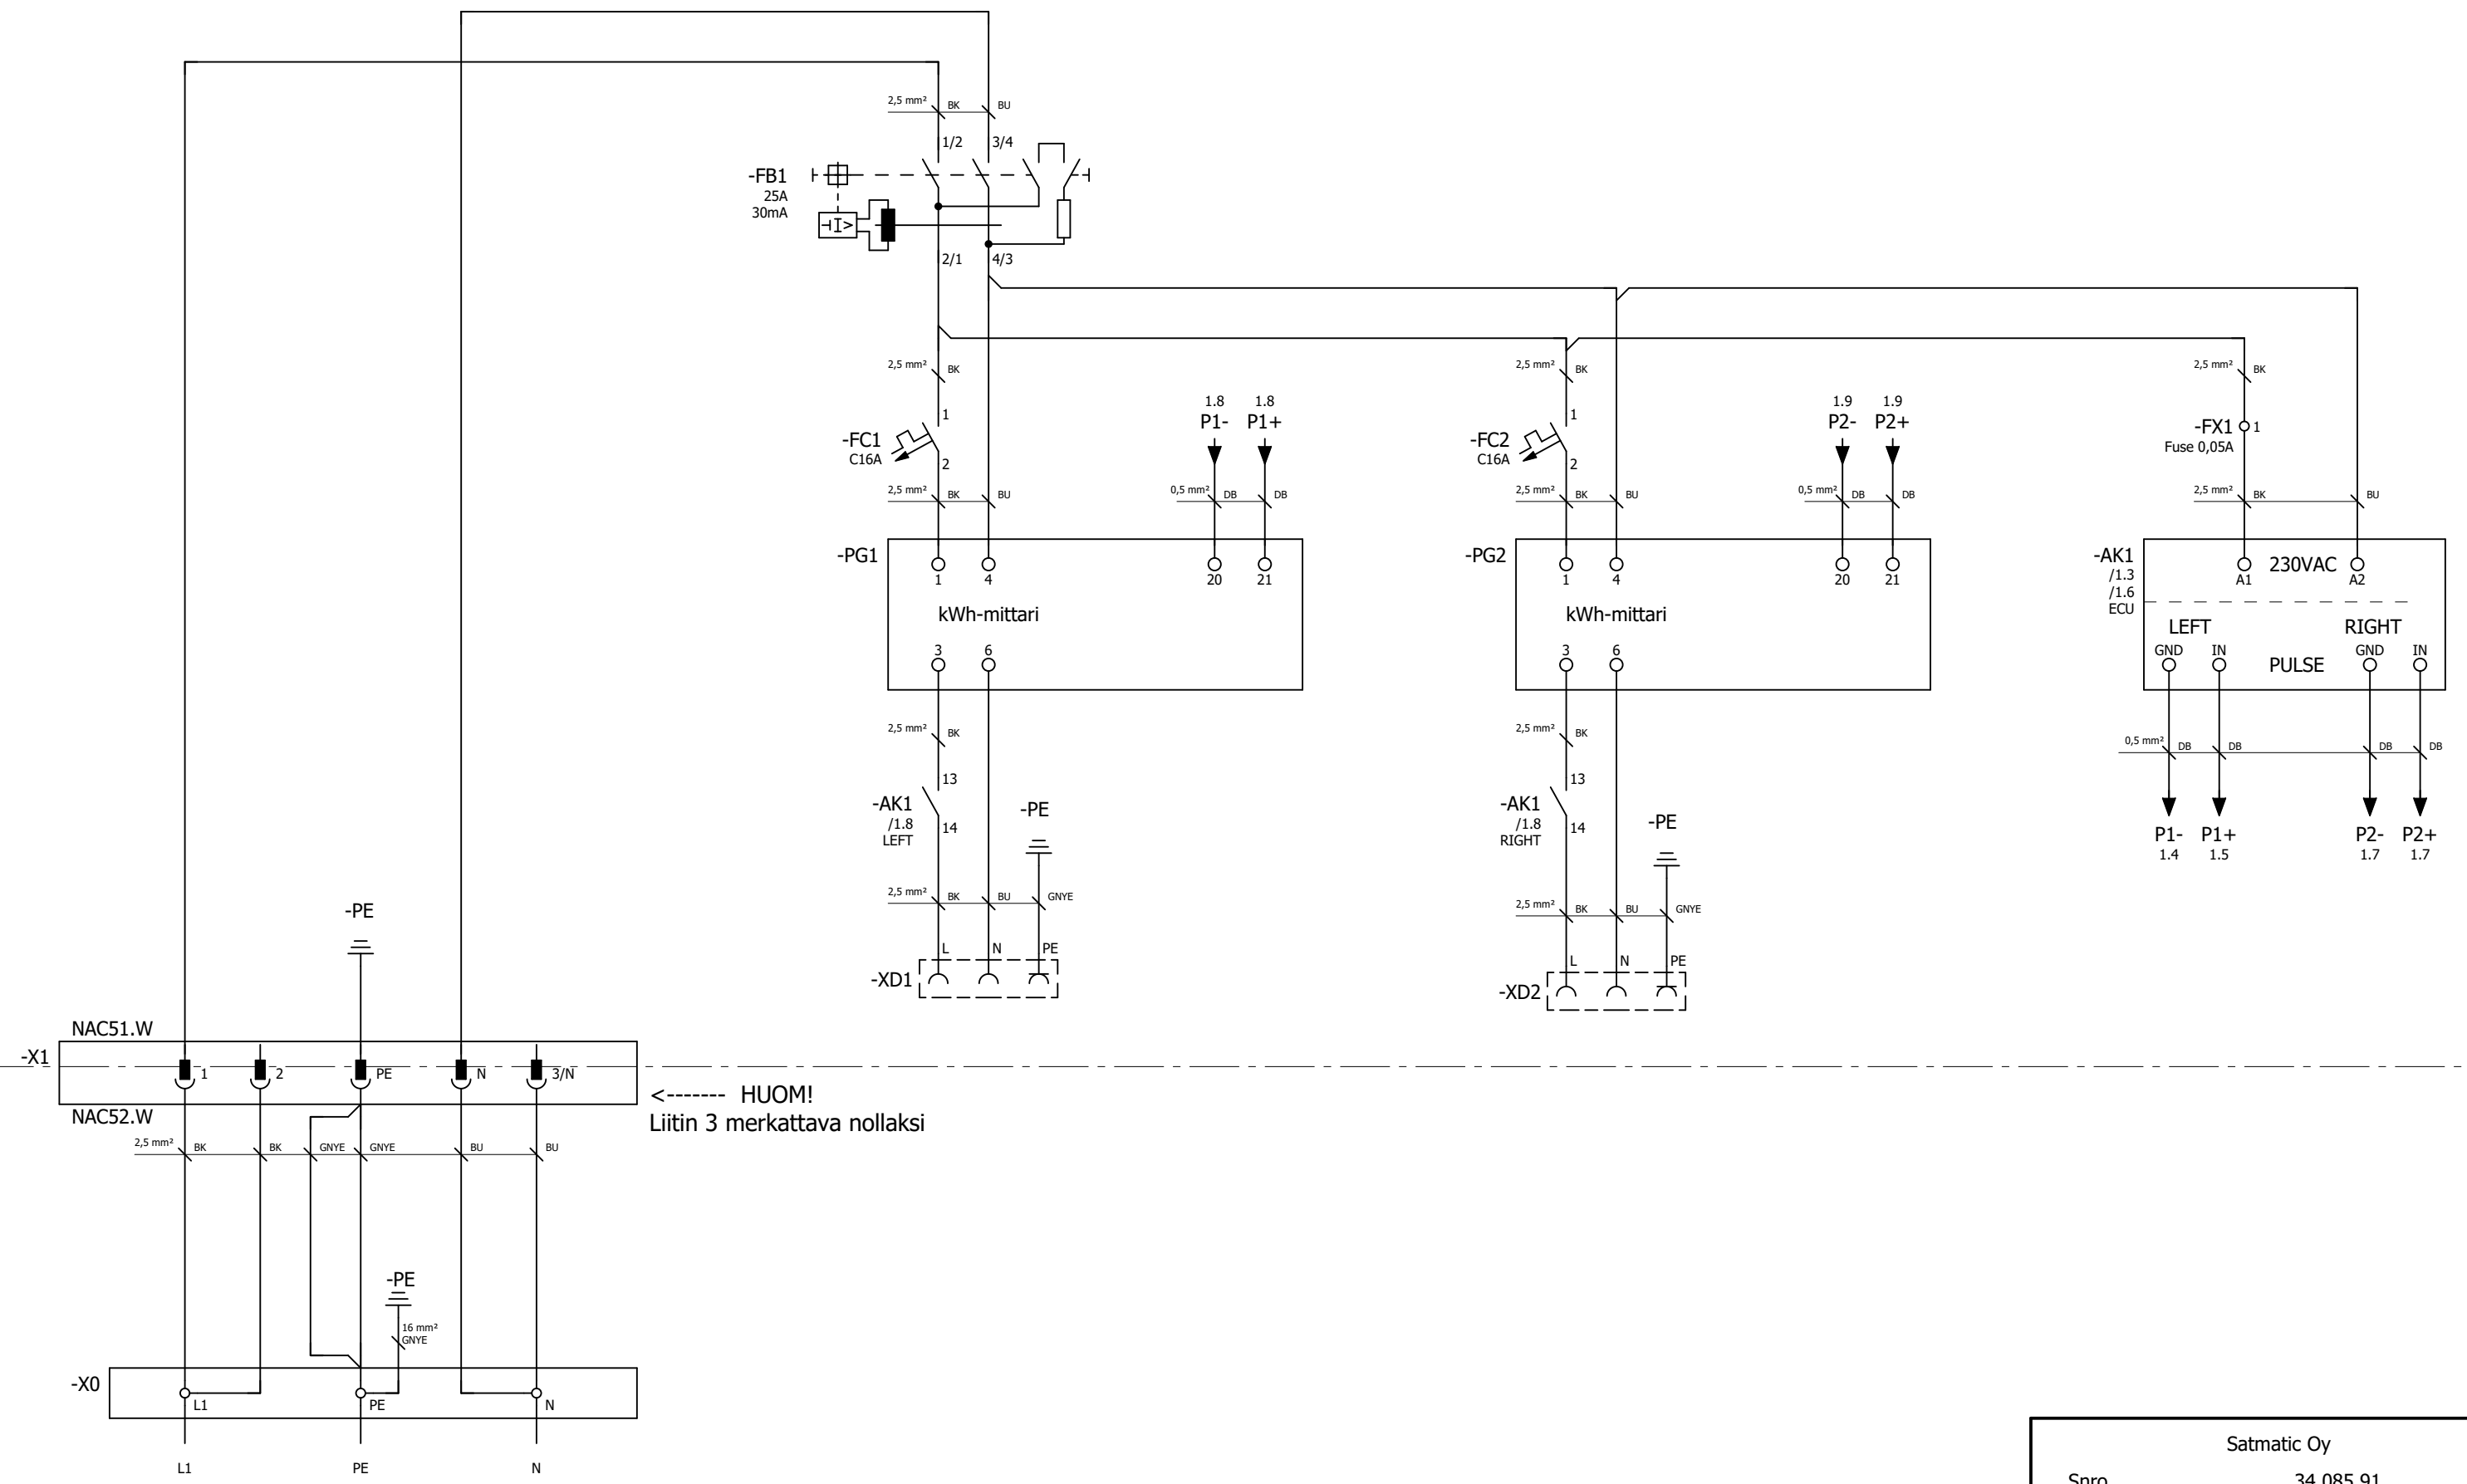 2,5 mm² BK BU
1/2 3/4
-FB1
25A
30mA
I>
2/1 4/3
2,5 mm² BK
2,5 mm² BK
2,5 mm² BK
1.8 1.8
P1- P1+
1.9 1.9
P2- P2+
1
-FC1
C16A
2
1
-FC2
C16A
2
-FX1 1
Fuse 0,05A
2,5 mm² BK BU
0,5 mm² DB DB
2,5 mm² BK BU
0,5 mm² DB DB
2,5 mm² BK BU
-PG1
1 4 20 21
kWh-mittari
3 6
-PG2
1 4 20 21
kWh-mittari
3 6
-AK1
/1.3
/1.6
ECU
230VAC
A1 A2
LEFT RIGHT
GND IN PULSE GND IN
2,5 mm² BK
2,5 mm² BK
0,5 mm² DB DB DB DB
13
-AK1
/1.8
LEFT
14
-PE
13
-AK1
/1.8
RIGHT
14
-PE
P1- P1+ P2- P2+
1.4 1.5 1.7 1.7
2,5 mm² BK BU GNYE
2,5 mm² BK BU GNYE
-PE
L N PE
-XD1
L N PE
-XD2
NAC51.W
-X1
1 2 PE N 3/N
NAC52.W
<------- HUOM!
Liitin 3 merkattava nollaksi
2,5 mm² BK BK GNYE GNYE BU BU
-PE
16 mm²
GNYE
-X0
L1 PE N
L1 PE N
Satmatic Oy
Snro 34 085 91